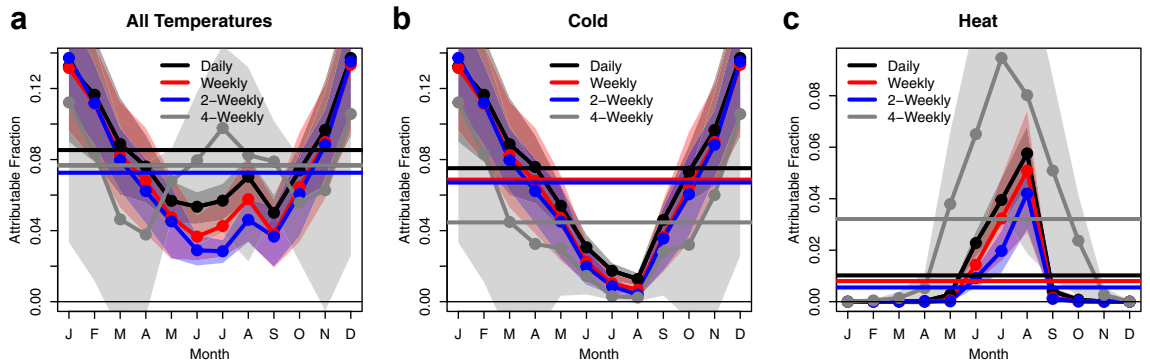 a All Temperatures
Daily
Weekly
2−Weekly
4−Weekly
0.00 0.04 0.08 0.12
Attributable Fraction
J F M A M J J A S O N D
Month
b Cold
Daily
Weekly
2−Weekly
4−Weekly
0.00 0.04 0.08 0.12
Attributable Fraction
J F M A M J J A S O N D
Month
c Heat
Daily
Weekly
2−Weekly
4−Weekly
0.00 0.02 0.04 0.06 0.08
Attributable Fraction
J F M A M J J A S O N D
Month